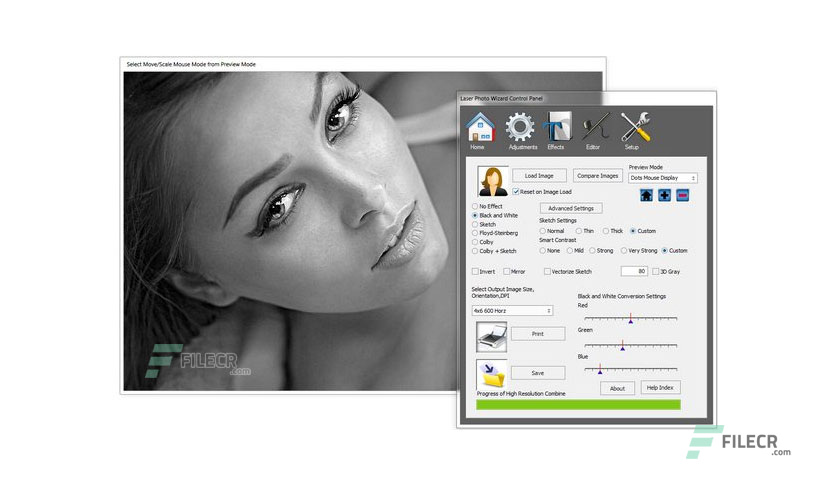 Select Move/Scale Mouse Mode from Preview Mode
Laser Photo Wizard Control Panel
Home
Adjustments
Effects
Editor
Setup
Load Image
Compare Images
Preview Mode
Dots Mouse Display
Reset on Image Load
No Effect
Black and White
Sketch
Floyd-Steinberg
Colby
Colby + Sketch
Advanced Settings
Sketch Settings
Normal Thin Thick Custom
Smart Contrast
None Mild Strong Very Strong Custom
Invert Mirror Vectorize Sketch 80 3D Gray
Select Output Image Size,
Orientation,DPI
4x6 600 Horz
Print
Save
Black and White Conversion Settings
Red
Green
Blue
About
Help Index
Progress of High Resolution Combine
FILECR
.com
FILECR
.com